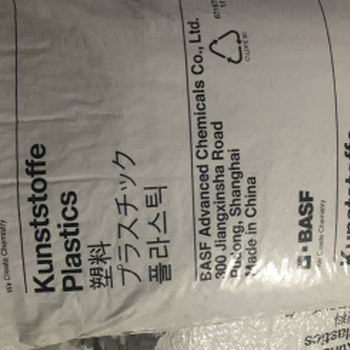 We Create Chemistry
Kunststoffe
Plastics
塑料
プラスチック
플라스틱
BASF Advanced Chemicals Co., Ltd.
300 Jiangxinsha Road
Pudong, Shanghai
Made in China
BASF
We Create Chemistry